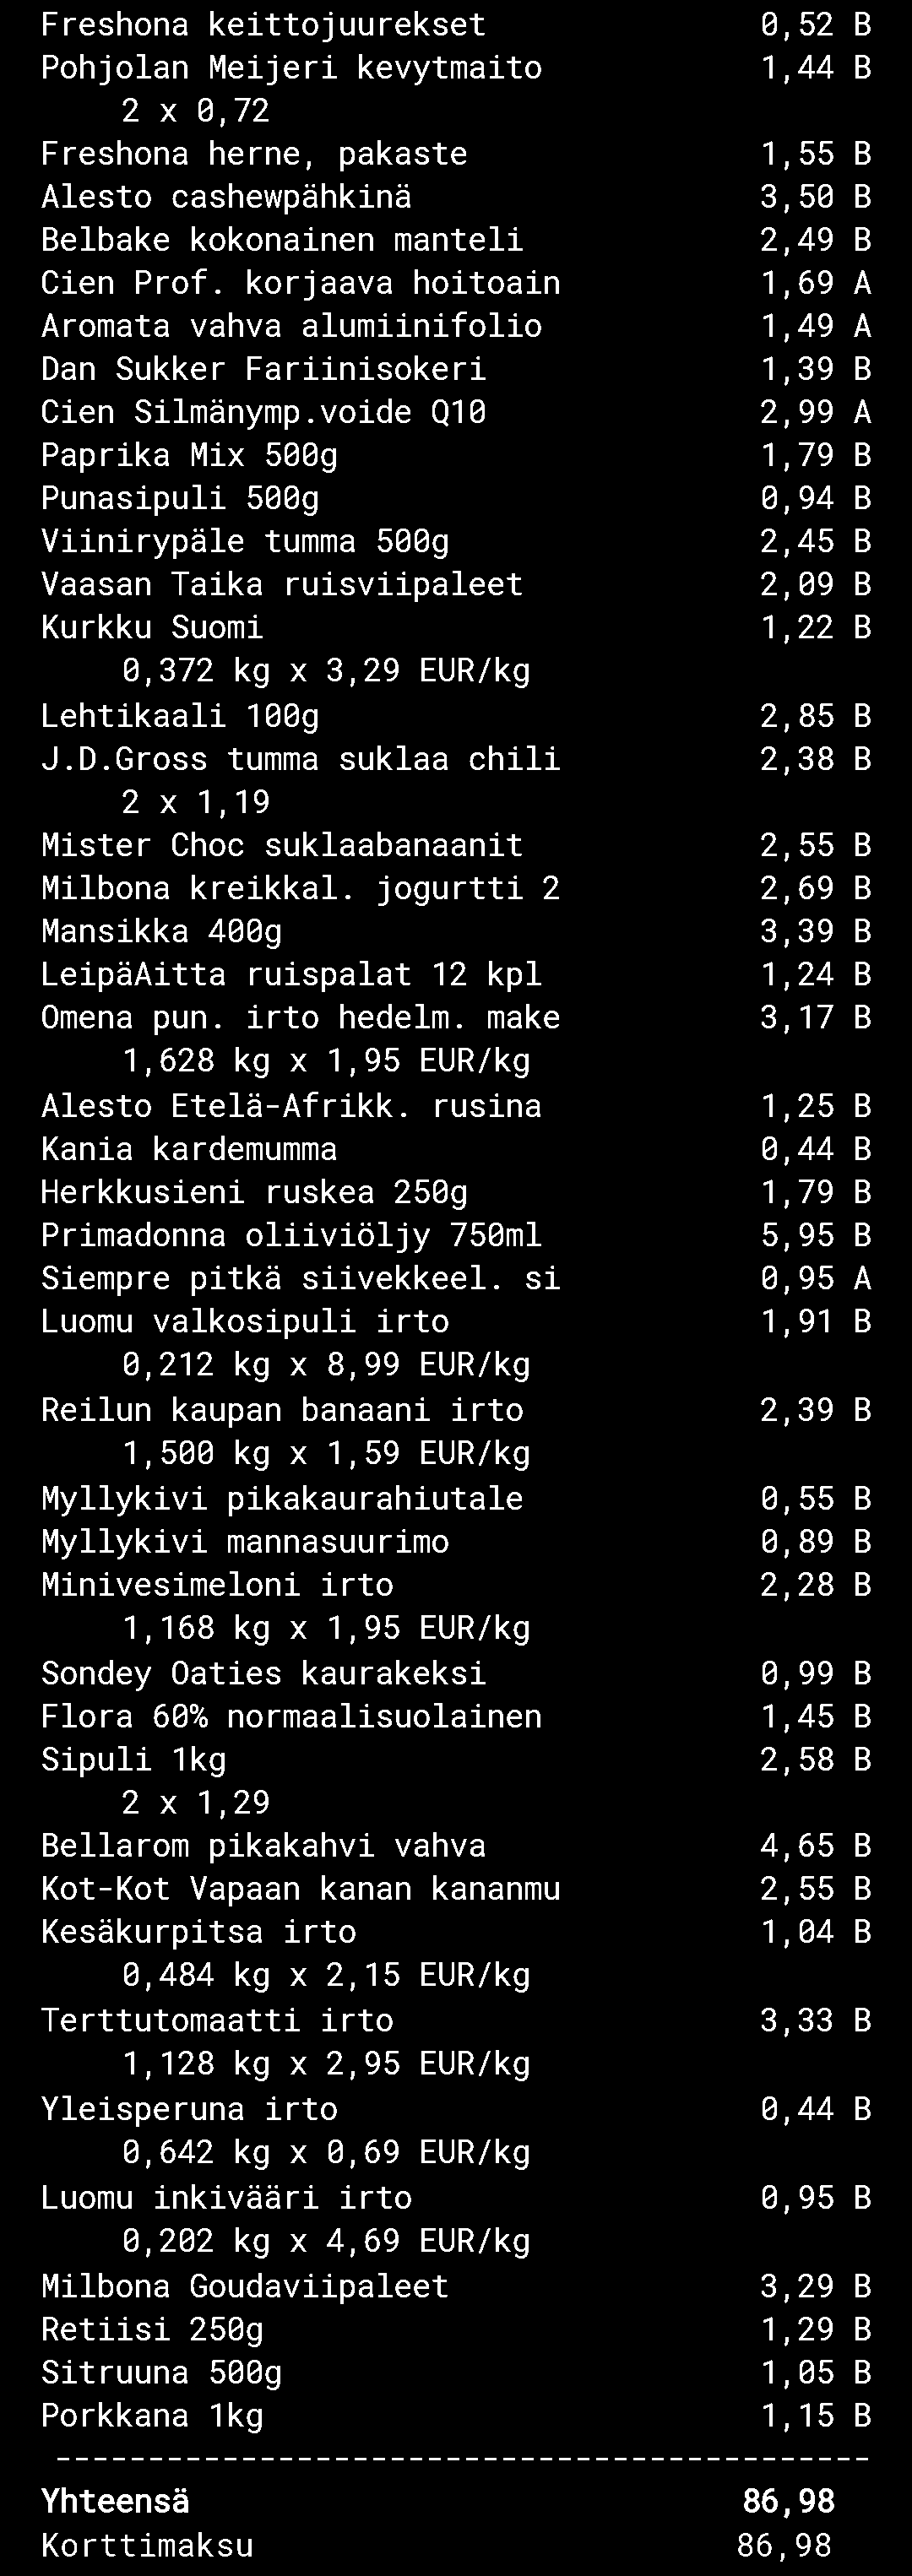 Freshona keittojuurekset 0,52 B
Pohjolan Meijeri kevytmaito 1,44 B
2 x 0,72
Freshona herne, pakaste 1,55 B
Alesto cashewpähkinä 3,50 B
Belbake kokonainen manteli 2,49 B
Cien Prof. korjaava hoitoain 1,69 A
Aromata vahva alumiinifolio 1,49 A
Dan Sukker Fariinisokeri 1,39 B
Cien Silmänymp.voide Q10 2,99 A
Paprika Mix 500g 1,79 B
Punasipuli 500g 0,94 B
Viinirypäle tumma 500g 2,45 B
Vaasan Taika ruisviipaleet 2,09 B
Kurkku Suomi 1,22 B
0,372 kg x 3,29 EUR/kg
Lehtikaali 100g 2,85 B
J.D.Gross tumma suklaa chili 2,38 B
2 x 1,19
Mister Choc suklaabanaanit 2,55 B
Milbona kreikkal. jogurtti 2 2,69 B
Mansikka 400g 3,39 B
LeipäAitta ruispalat 12 kpl 1,24 B
Omena pun. irto hedelm. make 3,17 B
1,628 kg x 1,95 EUR/kg
Alesto Etelä-Afrikk. rusina 1,25 B
Kania kardemumma 0,44 B
Herkkusieni ruskea 250g 1,79 B
Primadonna oliiviöljy 750ml 5,95 B
Siempre pitkä siivekkeel. si 0,95 A
Luomu valkosipuli irto 1,91 B
0,212 kg x 8,99 EUR/kg
Reilun kaupan banaani irto 2,39 B
1,500 kg x 1,59 EUR/kg
Myllykivi pikakaurahiutale 0,55 B
Myllykivi mannasuurimo 0,89 B
Minivesimeloni irto 2,28 B
1,168 kg x 1,95 EUR/kg
Sondey Oaties kaurakeksi 0,99 B
Flora 60% normaalisuolainen 1,45 B
Sipuli 1kg 2,58 B
2 x 1,29
Bellarom pikakahvi vahva 4,65 B
Kot-Kot Vapaan kanan kananmu 2,55 B
Kesäkurpitsa irto 1,04 B
0,484 kg x 2,15 EUR/kg
Terttutomaatti irto 3,33 B
1,128 kg x 2,95 EUR/kg
Yleisperuna irto 0,44 B
0,642 kg x 0,69 EUR/kg
Luomu inkivääri irto 0,95 B
0,202 kg x 4,69 EUR/kg
Milbona Goudaviipaleet 3,29 B
Retiisi 250g 1,29 B
Sitruuna 500g 1,05 B
Porkkana 1kg 1,15 B
--------------------------------------------
Yhteensä 86,98
Korttimaksu 86,98